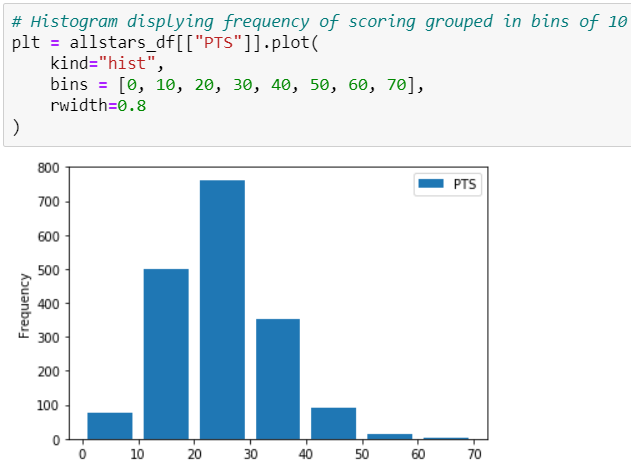 # Histogram displying frequency of scoring grouped in bins of 10
plt = allstars_df[["PTS"]].plot(
    kind="hist",
    bins = [0, 10, 20, 30, 40, 50, 60, 70],
    rwidth=0.8
)
800
PTS
700
600
500
400
300
200
100
0
Frequency
0 10 20 30 40 50 60 70